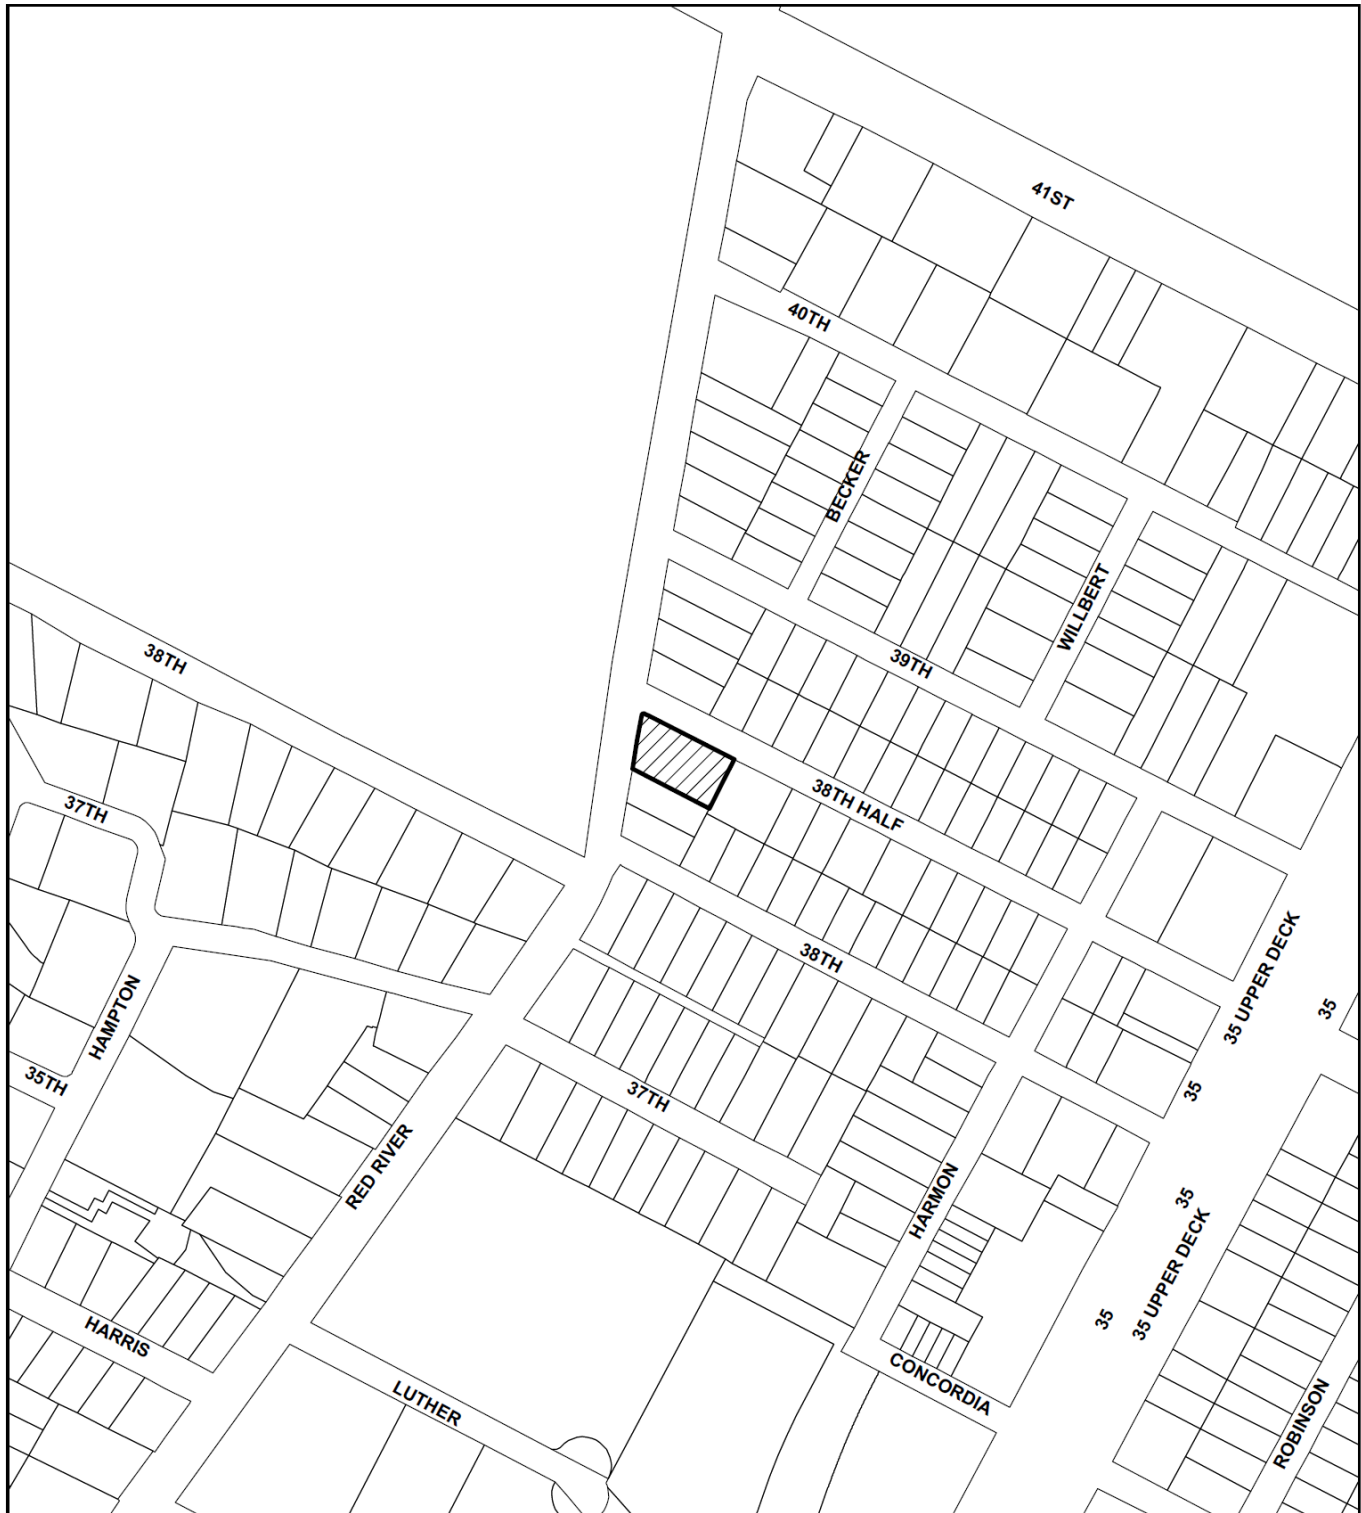 41ST
40TH
BECKER
WILLBERT
38TH
39TH
37TH
38TH HALF
38TH
35 UPPER DECK
35
HAMPTON
35TH
35
37TH
RED RIVER
HARMON
35
35 UPPER DECK
35
HARRIS
CONCORDIA
LUTHER
ROBINSON